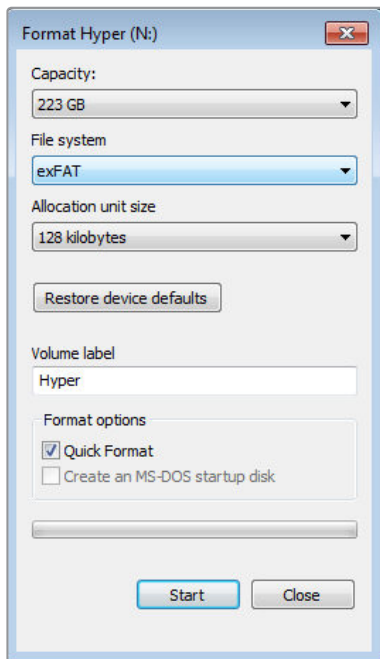 Format Hyper (N:)
Capacity:
223 GB
File system
exFAT
Allocation unit size
128 kilobytes
Restore device defaults
Volume label
Hyper
Format options
Quick Format
Create an MS-DOS startup disk
Start Close